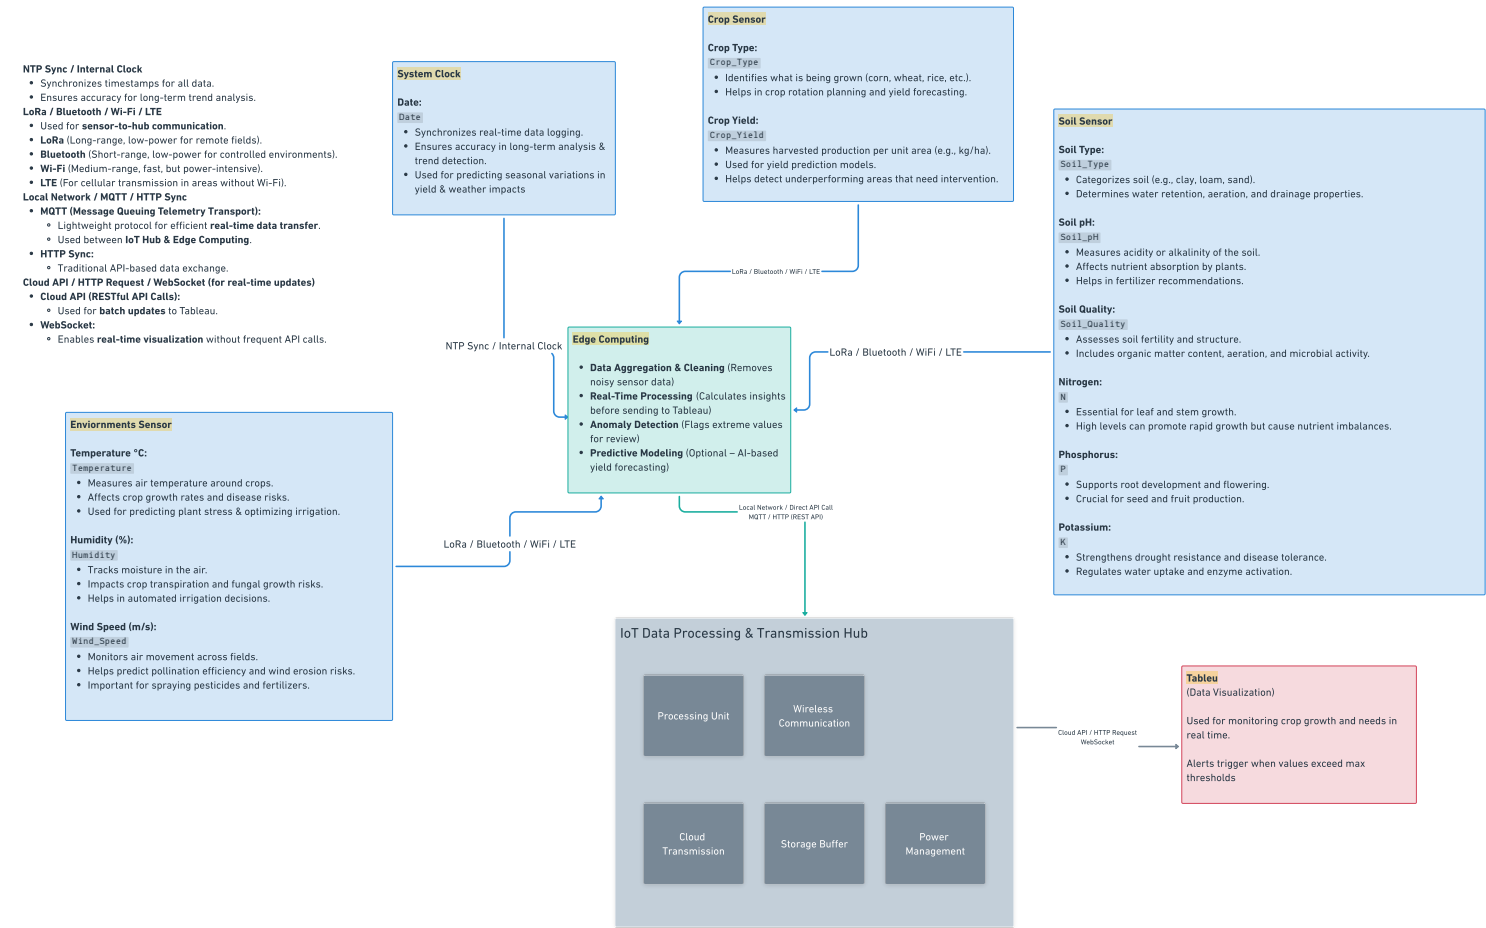 NTP Sync / Internal Clock
• Synchronizes timestamps for all data.
• Ensures accuracy for long-term trend analysis.
LoRa / Bluetooth / Wi-Fi / LTE
• Used for sensor-to-hub communication.
• LoRa (Long-range, low-power for remote fields).
• Bluetooth (Short-range, low-power for controlled environments).
• Wi-Fi (Medium-range, fast, but power-intensive).
• LTE (For cellular transmission in areas without Wi-Fi).
Local Network / MQTT / HTTP Sync
• MQTT (Message Queuing Telemetry Transport):
∘ Lightweight protocol for efficient real-time data transfer.
∘ Used between IoT Hub & Edge Computing.
• HTTP Sync:
∘ Traditional API-based data exchange.
Cloud API / HTTP Request / WebSocket (for real-time updates)
• Cloud API (RESTful API Calls):
∘ Used for batch updates to Tableau.
• WebSocket:
∘ Enables real-time visualization without frequent API calls.
System Clock
Date:
Date
• Synchronizes real-time data logging.
• Ensures accuracy in long-term analysis &
trend detection.
• Used for predicting seasonal variations in
yield & weather impacts
Crop Sensor
Crop Type:
Crop_Type
• Identifies what is being grown (corn, wheat, rice, etc.).
• Helps in crop rotation planning and yield forecasting.
Crop Yield:
Crop_Yield
• Measures harvested production per unit area (e.g., kg/ha).
• Used for yield prediction models.
• Helps detect underperforming areas that need intervention.
Soil Sensor
Soil Type:
Soil_Type
• Categorizes soil (e.g., clay, loam, sand).
• Determines water retention, aeration, and drainage properties.
Soil pH:
Soil_pH
• Measures acidity or alkalinity of the soil.
• Affects nutrient absorption by plants.
• Helps in fertilizer recommendations.
Soil Quality:
Soil_Quality
• Assesses soil fertility and structure.
• Includes organic matter content, aeration, and microbial activity.
Nitrogen:
N
• Essential for leaf and stem growth.
• High levels can promote rapid growth but cause nutrient imbalances.
Phosphorus:
P
• Supports root development and flowering.
• Crucial for seed and fruit production.
Potassium:
K
• Strengthens drought resistance and disease tolerance.
• Regulates water uptake and enzyme activation.
LoRa / Bluetooth / WiFi / LTE
NTP Sync / Internal Clock
LoRa / Bluetooth / WiFi / LTE
Edge Computing
• Data Aggregation & Cleaning (Removes
noisy sensor data)
• Real-Time Processing (Calculates insights
before sending to Tableau)
• Anomaly Detection (Flags extreme values
for review)
• Predictive Modeling (Optional – AI-based
yield forecasting)
Enviornments Sensor
Temperature °C:
Temperature
• Measures air temperature around crops.
• Affects crop growth rates and disease risks.
• Used for predicting plant stress & optimizing irrigation.
Humidity (%):
Humidity
• Tracks moisture in the air.
• Impacts crop transpiration and fungal growth risks.
• Helps in automated irrigation decisions.
Wind Speed (m/s):
Wind_Speed
• Monitors air movement across fields.
• Helps predict pollination efficiency and wind erosion risks.
• Important for spraying pesticides and fertilizers.
LoRa / Bluetooth / WiFi / LTE
Local Network / Direct API Call
MQTT / HTTP (REST API)
IoT Data Processing & Transmission Hub
Processing Unit
Wireless
Communication
Cloud
Transmission
Storage Buffer
Power
Management
Cloud API / HTTP Request
WebSocket
Tableu
(Data Visualization)
Used for monitoring crop growth and needs in
real time.
Alerts trigger when values exceed max
thresholds